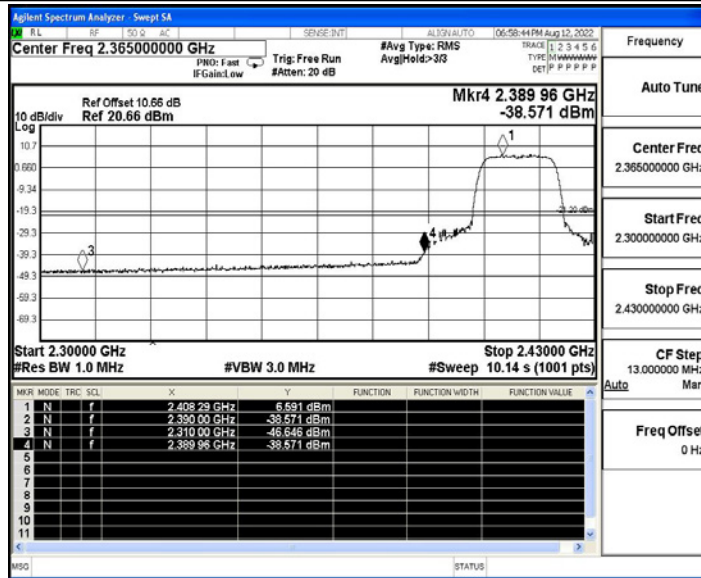 Agilent Spectrum Analyzer - Swept SA
RL RF 50 Ω AC SENSE:INT ALIGNAUTO 06:58:44 PM Aug 12, 2022
Center Freq 2.365000000 GHz
PNO: Fast
IFGain:Low
Trig: Free Run
#Atten: 20 dB
#Avg Type: RMS
Avg|Hold:>3/3
TRACE 1 2 3 4 5 6
TYPE M
DET P P P P P P
Ref Offset 10.66 dB
10 dB/div Ref 20.66 dBm
Log
Mkr4 2.389 96 GHz
-38.571 dBm
10.7
0.660
-9.34
-19.3
-29.3
-39.3
-49.3
-59.3
-69.3
1
3
4
Start 2.30000 GHz
Stop 2.43000 GHz
#Res BW 1.0 MHz #VBW 3.0 MHz #Sweep 10.14 s (1001 pts)
MKR MODE TRC SCL X Y FUNCTION FUNCTION WIDTH FUNCTION VALUE
1 N f 2.408 29 GHz 6.591 dBm
2 N f 2.390 00 GHz -38.571 dBm
3 N f 2.310 00 GHz -46.646 dBm
4 N f 2.389 96 GHz -38.571 dBm
5
6
7
8
9
10
11
MSG STATUS
Frequency
Auto Tune
Center Freq
2.365000000 GHz
Start Freq
2.300000000 GHz
Stop Freq
2.430000000 GHz
CF Step
13.000000 MHz
Auto Man
Freq Offset
0 Hz